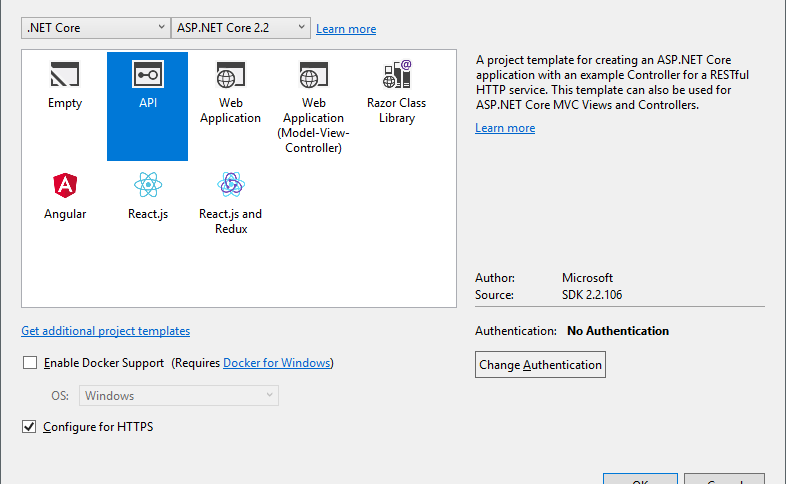 .NET Core
ASP.NET Core 2.2
Learn more
Empty
API
Web
Application
Web
Application
(Model-View-
Controller)
Razor Class
Library
Angular
React.js
React.js and
Redux
A project template for creating an ASP.NET Core
application with an example Controller for a RESTful
HTTP service. This template can also be used for
ASP.NET Core MVC Views and Controllers.
Learn more
Author: Microsoft
Source: SDK 2.2.106
Get additional project templates
Authentication: No Authentication
Enable Docker Support (Requires Docker for Windows)
Change Authentication
OS: Windows
Configure for HTTPS